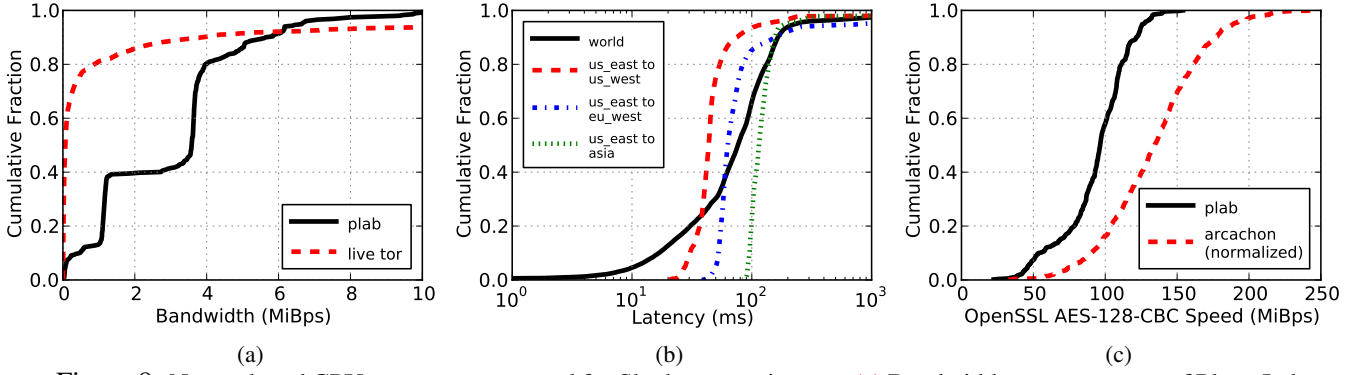 Cumulative Fraction
1.0
0.8
0.6
0.4
0.2
0.0
0 2 4 6 8 10
Bandwidth (MiBps)
plab
live tor
(a)
Cumulative Fraction
1.0
0.8
0.6
0.4
0.2
0.0
10^0 10^1 10^2 10^3
Latency (ms)
world
us_east to
us_west
us_east to
eu_west
us_east to
asia
(b)
Cumulative Fraction
1.0
0.8
0.6
0.4
0.2
0.0
0 50 100 150 200 250
OpenSSL AES-128-CBC Speed (MiBps)
plab
arcachon
(normalized)
(c)